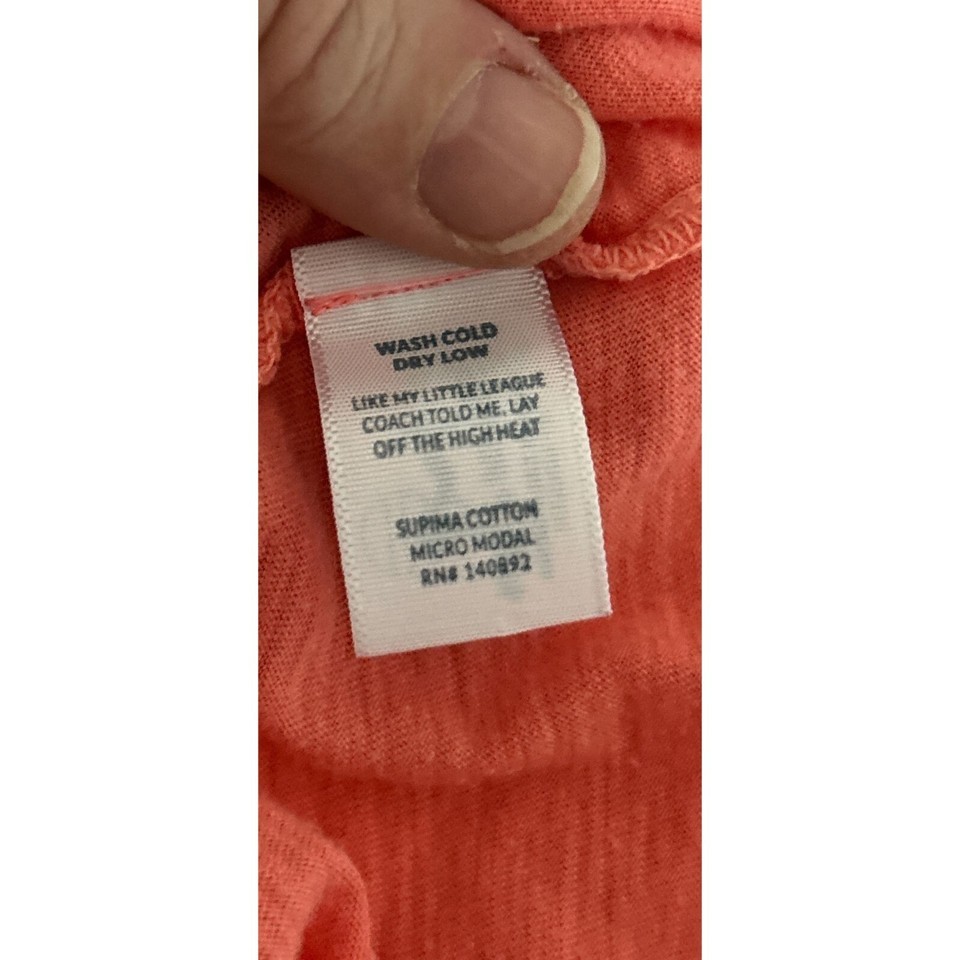 WASH COLD
DRY LOW
LIKE MY LITTLE LEAGUE
COACH TOLD ME, LAY
OFF THE HIGH HEAT
SUPIMA COTTON
MICRO MODAL
RN# 140892